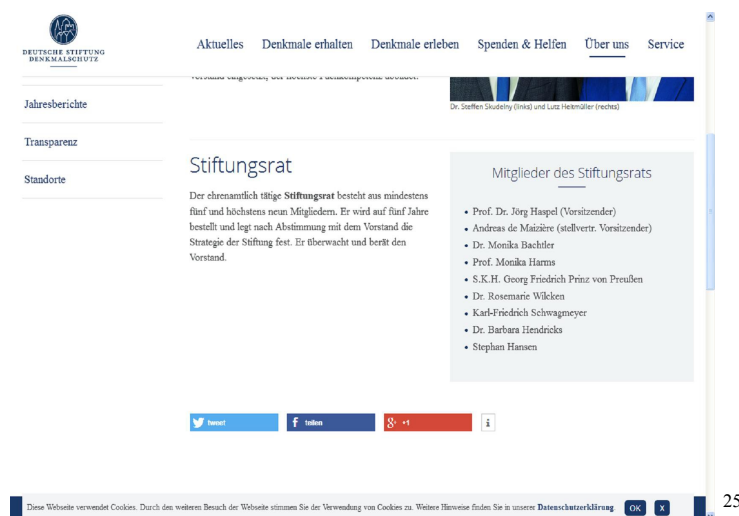 DEUTSCHE STIFTUNG
DENKMALSCHUTZ
Aktuelles Denkmale erhalten Denkmale erleben Spenden & Helfen Über uns Service
Jahresberichte
Transparenz
Standorte
Vorstand eingesetzt, der höchste Fachkompetenz abbildet.
Dr. Steffen Skudelny (links) und Lutz Heitmüller (rechts)
Stiftungsrat
Der ehrenamtlich tätige Stiftungsrat besteht aus mindestens
fünf und höchstens neun Mitgliedern. Er wird auf fünf Jahre
bestellt und legt nach Abstimmung mit dem Vorstand die
Strategie der Stiftung fest. Er überwacht und berät den
Vorstand.
Mitglieder des Stiftungsrats
• Prof. Dr. Jörg Haspel (Vorsitzender)
• Andreas de Maizière (stellvertr. Vorsitzender)
• Dr. Monika Bachtler
• Prof. Monika Harms
• S.K.H. Georg Friedrich Prinz von Preußen
• Dr. Rosemarie Wilcken
• Karl-Friedrich Schwagmeyer
• Dr. Barbara Hendricks
• Stephan Hansen
tweet teilen +1 i
Diese Webseite verwendet Cookies. Durch den weiteren Besuch der Webseite stimmen Sie der Verwendung von Cookies zu. Weitere Hinweise finden Sie in unserer Datenschutzerklärung. OK X
25